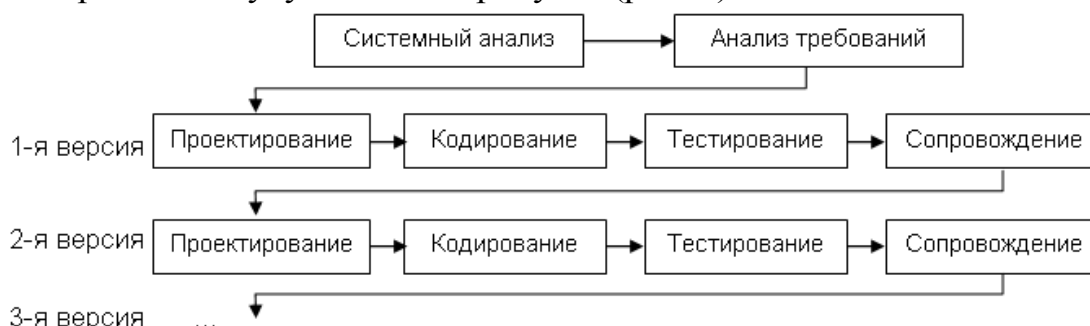 Системный анализ Анализ требований
1-я версия Проектирование Кодирование Тестирование Сопровождение
2-я версия Проектирование Кодирование Тестирование Сопровождение
3-я версия ...